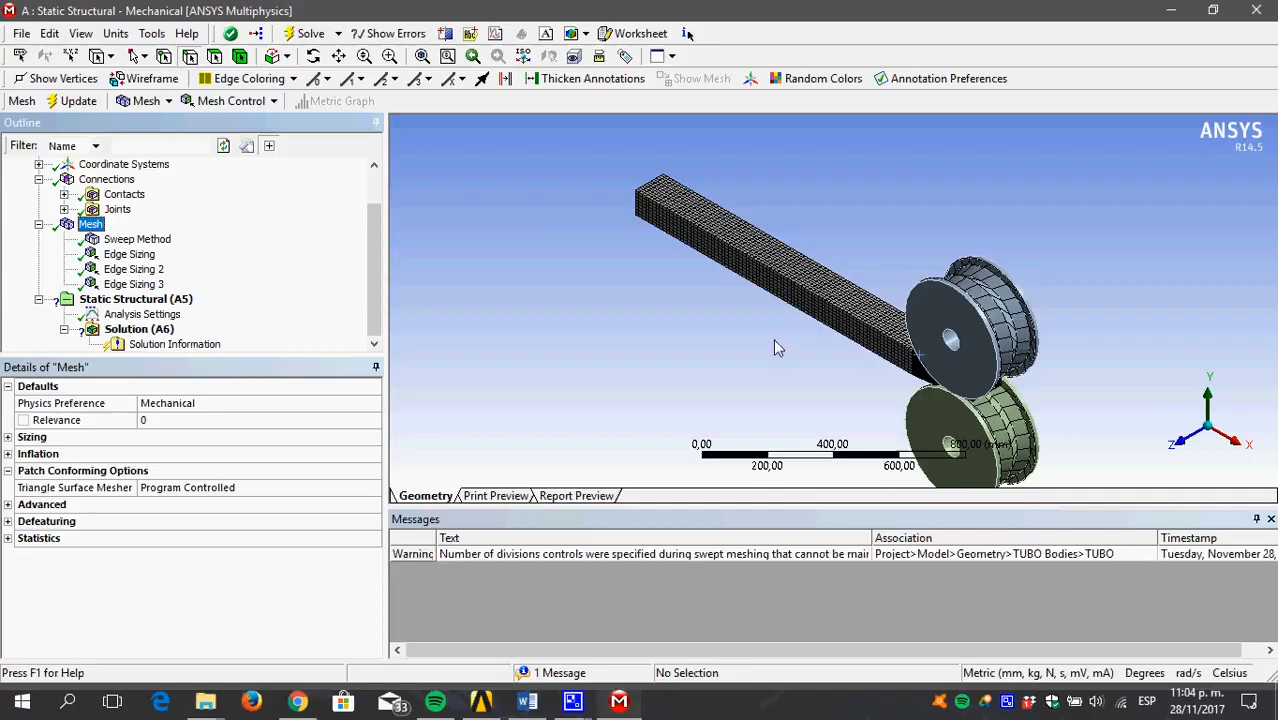 A : Static Structural - Mechanical [ANSYS Multiphysics]
File Edit View Units Tools Help Solve Show Errors Worksheet
Show Vertices Wireframe Edge Coloring Thicken Annotations Show Mesh Random Colors Annotation Preferences
Mesh Update Mesh Mesh Control Metric Graph
Outline
Filter: Name
Coordinate Systems
Connections
Contacts
Joints
Mesh
Sweep Method
Edge Sizing
Edge Sizing 2
Edge Sizing 3
Static Structural (A5)
Analysis Settings
Solution (A6)
Solution Information
Details of "Mesh"
Defaults
Physics Preference Mechanical
Relevance 0
Sizing
Inflation
Patch Conforming Options
Triangle Surface Mesher Program Controlled
Advanced
Defeaturing
Statistics
ANSYS
R14.5
0,00 400,00 800,00 (mm)
200,00 600,00
Y
Z X
Geometry Print Preview Report Preview
Messages
Text Association Timestamp
Warning Number of divisions controls were specified during swept meshing that cannot be mair Project>Model>Geometry>TUBO Bodies>TUBO Tuesday, November 28,
Press F1 for Help 1 Message No Selection Metric (mm, kg, N, s, mV, mA) Degrees rad/s Celsius
33 ESP 11:04 p. m.
28/11/2017